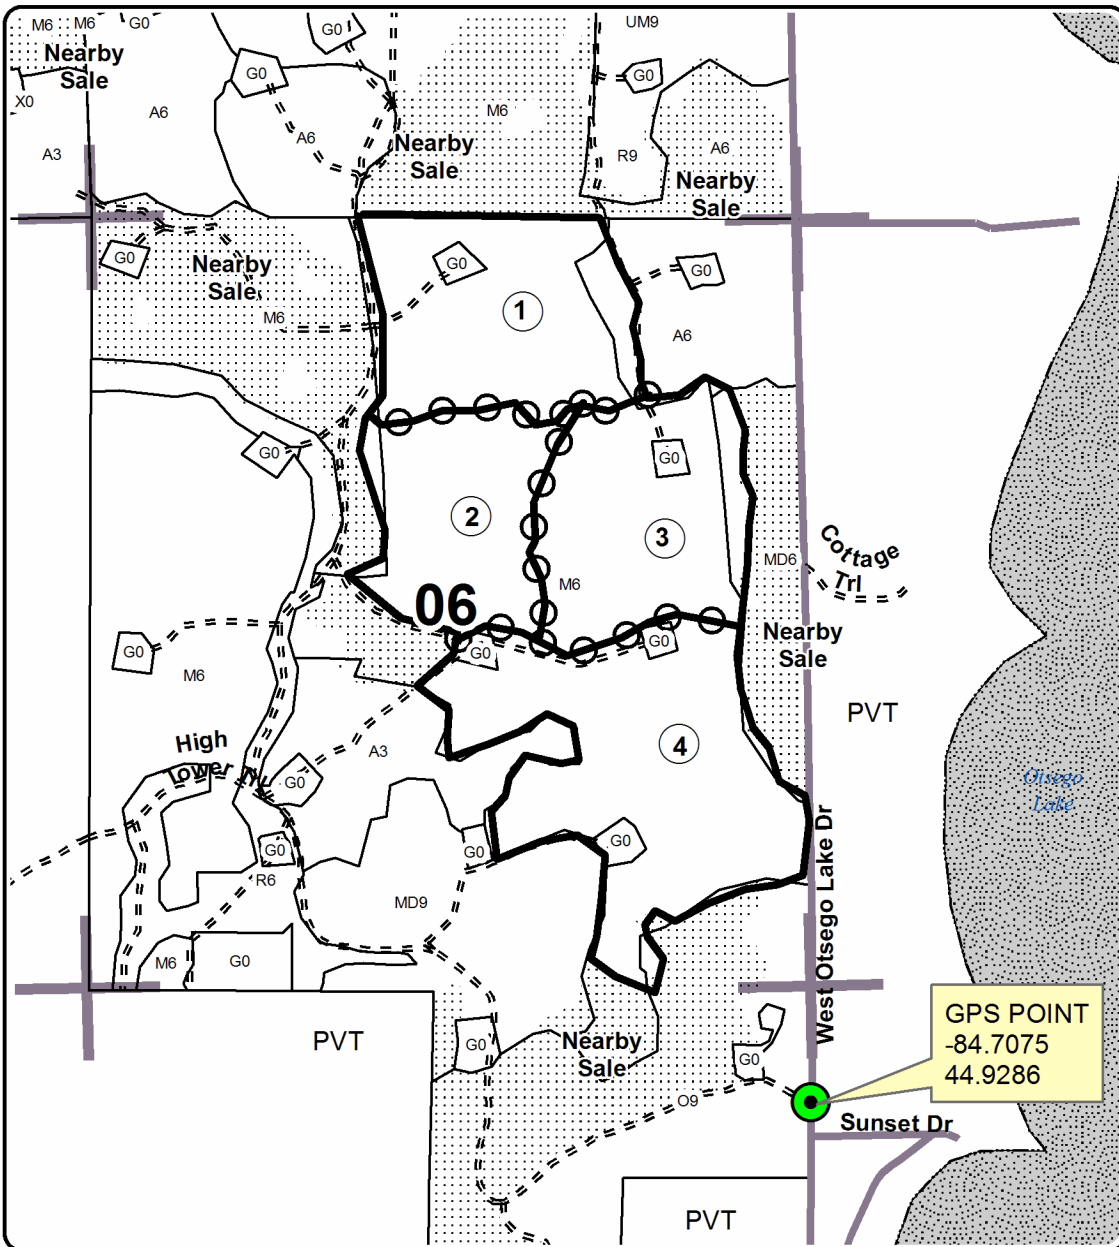 M6
M6
G0
G0
UM9
Nearby
Sale
G0
G0
X0
A6
M6
A6
Nearby
Sale
A6
A3
R9
Nearby
Sale
G0
Nearby
Sale
G0
G0
M6
1
A6
G0
G0
2
3
Cottage
Trl
MD6
M6
06
Nearby
Sale
G0
G0
G0
M6
PVT
High
Tower Trl
A3
4
G0
Otsego
Lake
G0
G0
G0
R6
MD9
West Otsego Lake Dr
M6
G0
GPS POINT
-84.7075
44.9286
PVT
G0
Nearby
Sale
G0
O9
Sunset Dr
PVT